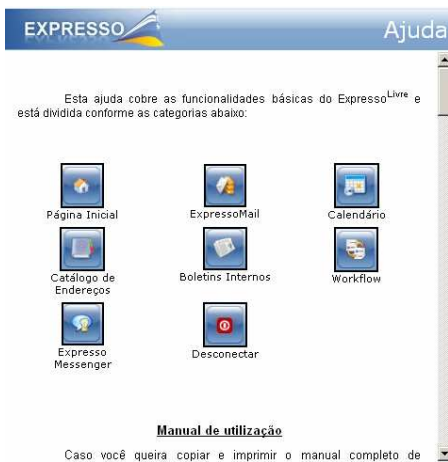 EXPRESSO
Ajuda
Esta ajuda cobre as funcionalidades básicas do ExpressoLivre e
está dividida conforme as categorias abaixo:
Página Inicial
ExpressoMail
Calendário
Catálogo de
Endereços
Boletins Internos
Workflow
Expresso
Messenger
Desconectar
Manual de utilização
Caso você queira copiar e imprimir o manual completo de